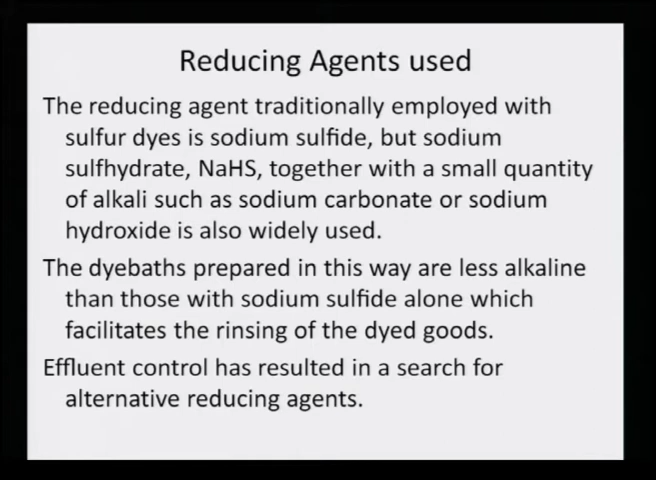 Reducing Agents used
The reducing agent traditionally employed with
sulfur dyes is sodium sulfide, but sodium
sulfhydrate, NaHS, together with a small quantity
of alkali such as sodium carbonate or sodium
hydroxide is also widely used.
The dyebaths prepared in this way are less alkaline
than those with sodium sulfide alone which
facilitates the rinsing of the dyed goods.
Effluent control has resulted in a search for
alternative reducing agents.